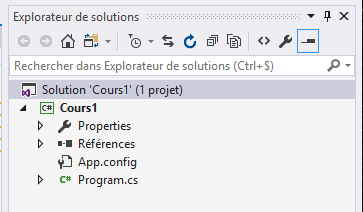 Explorateur de solutions
Rechercher dans Explorateur de solutions (Ctrl+$)
Solution 'Cours1' (1 projet)
C# Cours1
Properties
Références
App.config
C# Program.cs